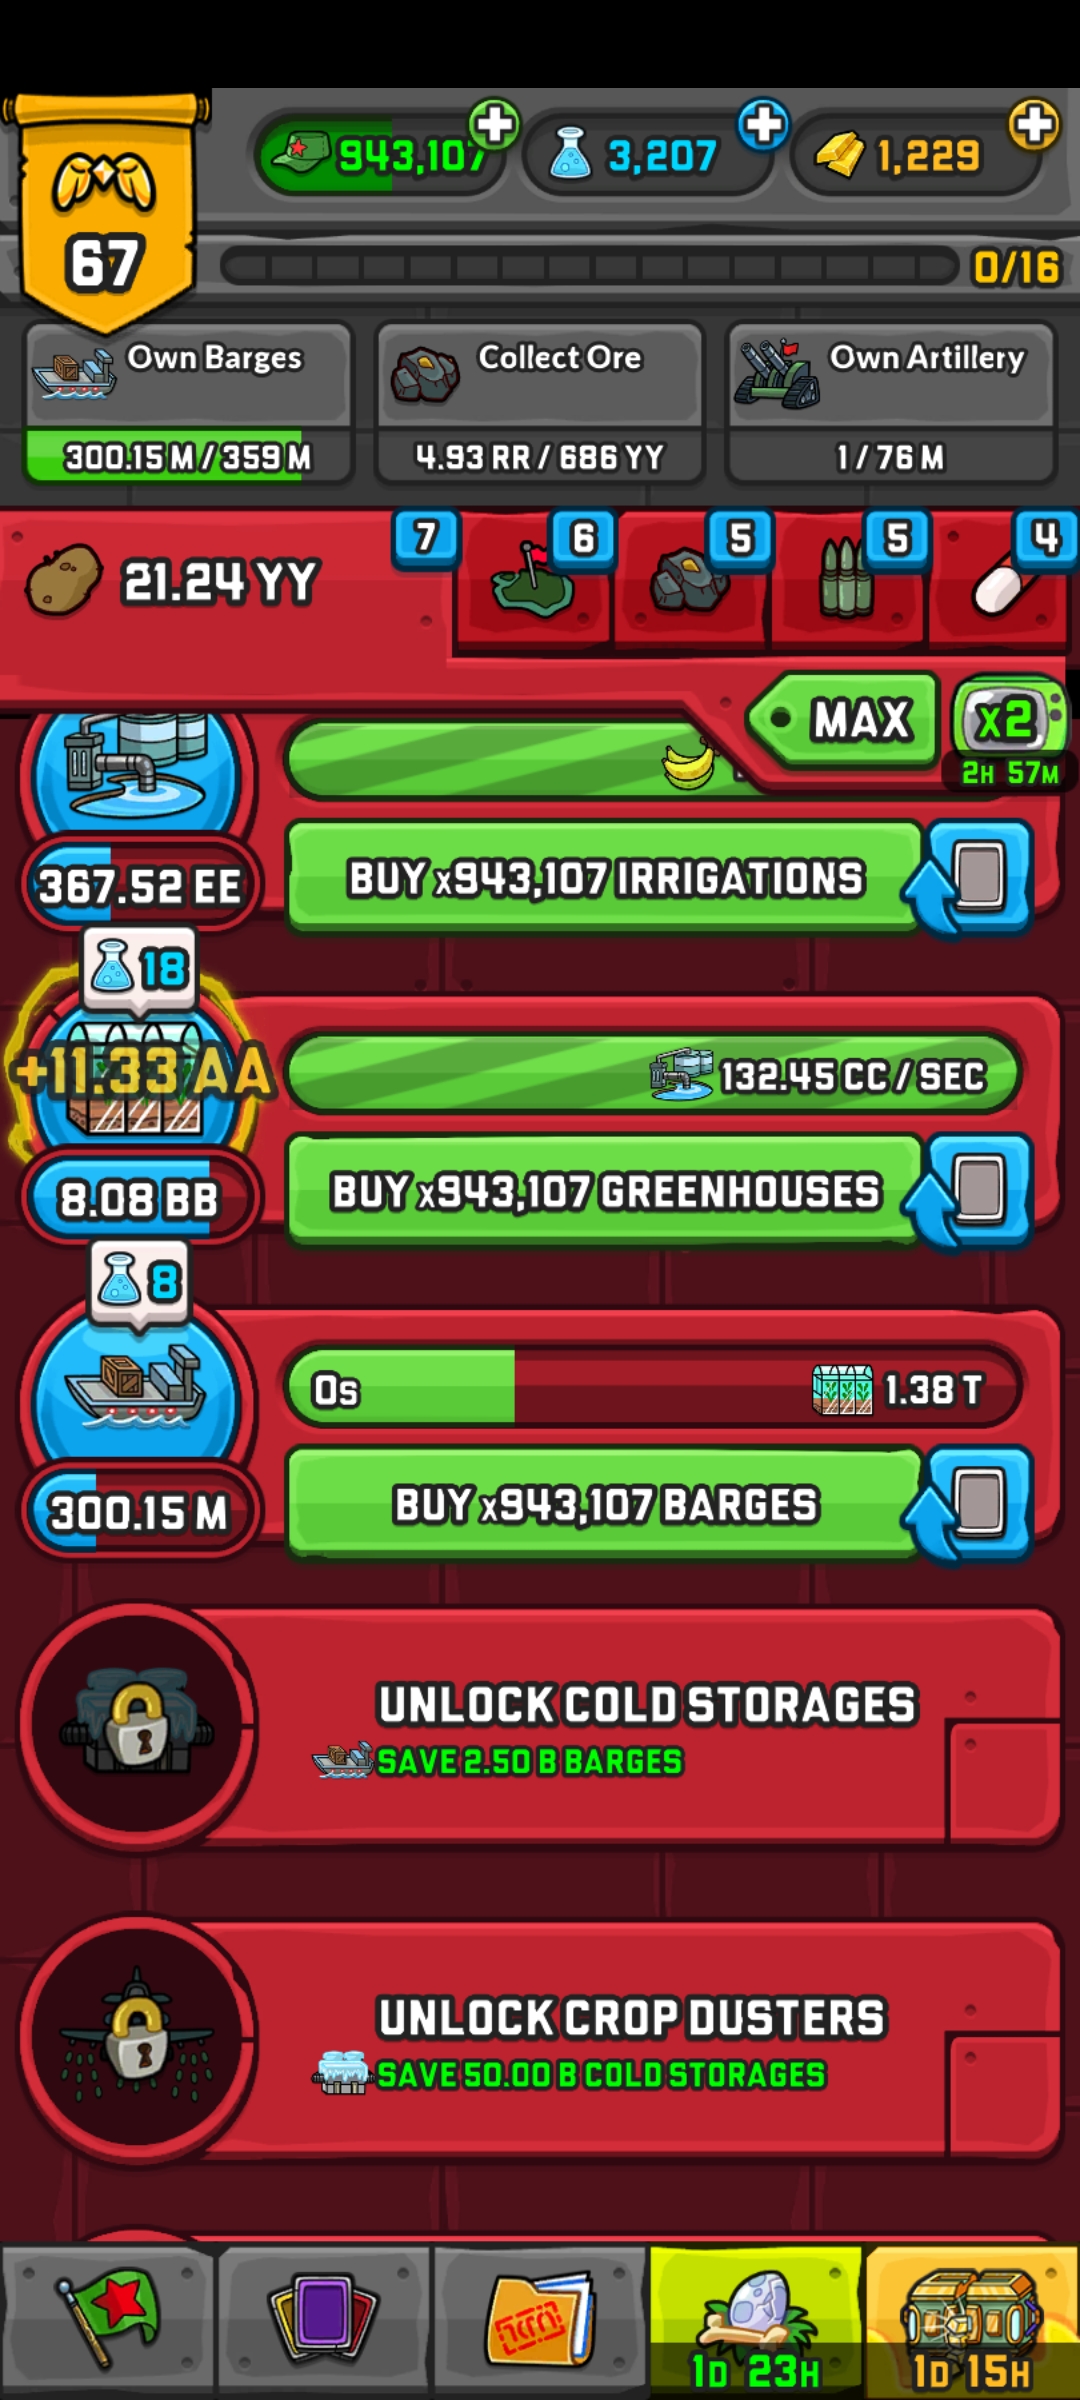 943,107
3,207
1,229
67
0/16
Own Barges
Collect Ore
Own Artillery
300.15 M / 359 M
4.93 RR / 686 YY
1 / 76 M
21.24 YY
7
6
5
5
4
MAX
x2
2H 57M
367.52 EE
BUY x943,107 IRRIGATIONS
18
+11.33 AA
132.45 CC / SEC
8.08 BB
BUY x943,107 GREENHOUSES
8
0s
1.38 T
300.15 M
BUY x943,107 BARGES
UNLOCK COLD STORAGES
SAVE 2.50 B BARGES
UNLOCK CROP DUSTERS
SAVE 50.00 B COLD STORAGES
1D 23H
1D 15H